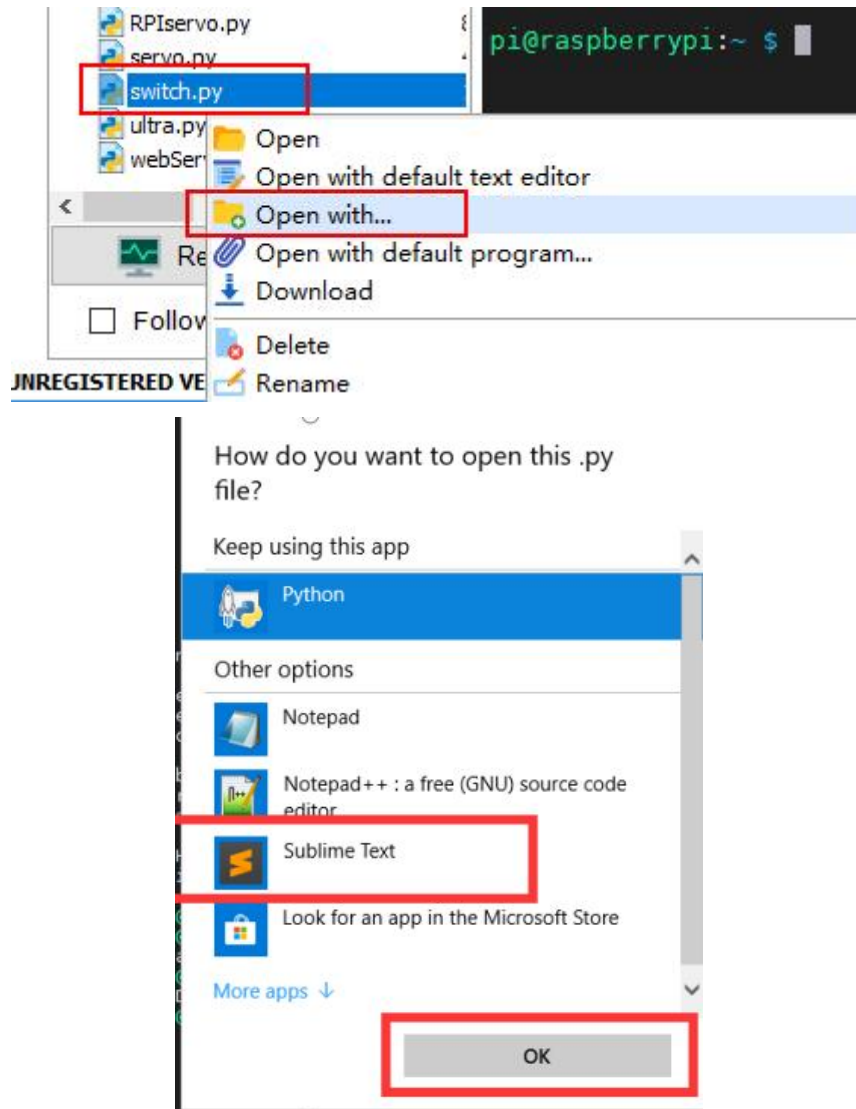 RPIservo.py
pi@raspberrypi:~ $
servo.py
switch.py
ultra.py
Open
webSer
Open with default text editor
Open with...
Re
Open with default program...
Download
Follow
Delete
UNREGISTERED VE
Rename
How do you want to open this .py
file?
Keep using this app
Python
Other options
Notepad
Notepad++ : a free (GNU) source code
editor
Sublime Text
Look for an app in the Microsoft Store
More apps ↓
OK